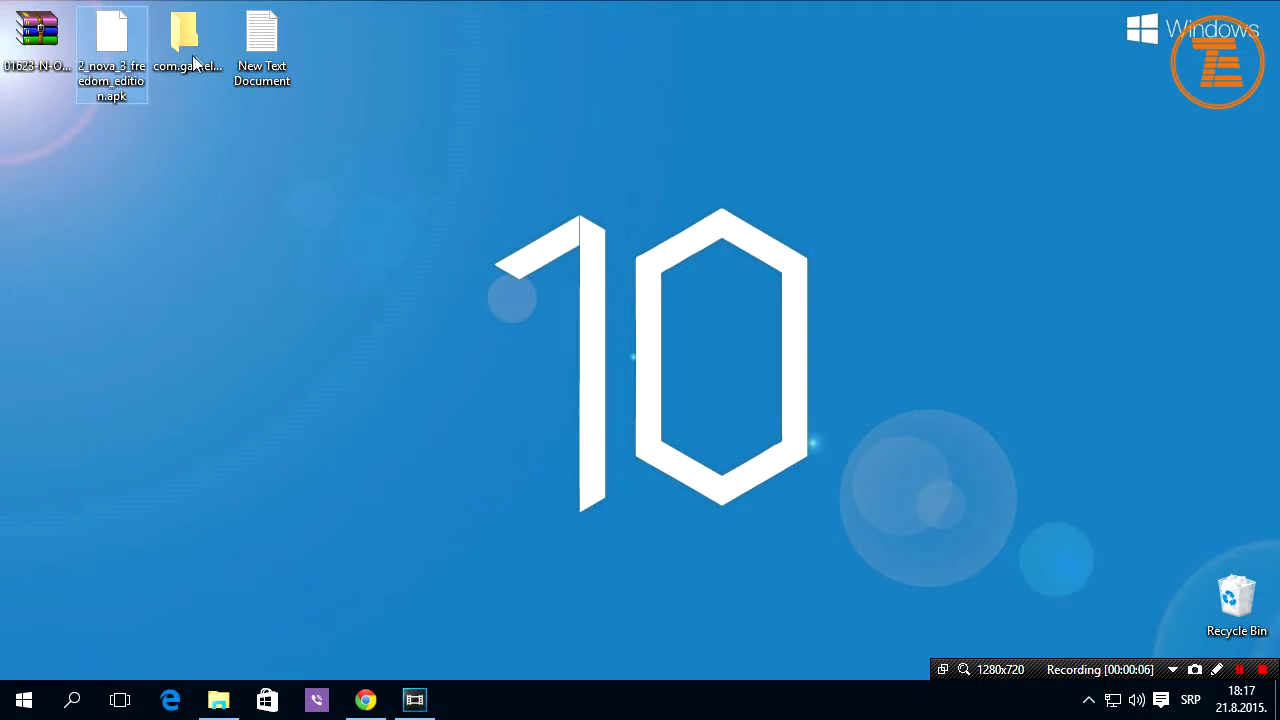 01623-N-O...
2_nova_3_fre
edom_editio
n.apk
New Text
Document
Windows
10
Recycle Bin
1280x720
Recording [00:00:06]
SRP
18:17
21.8.2015.